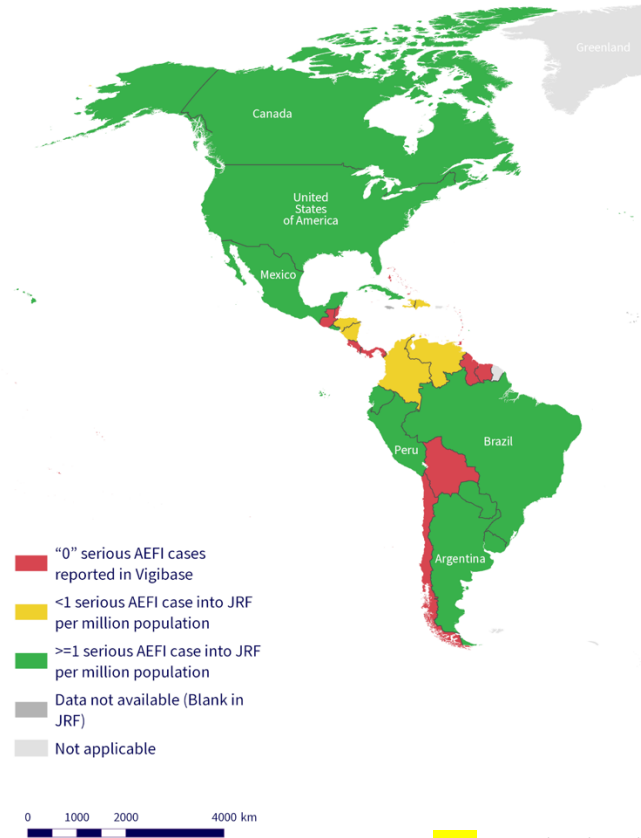 Greenland
Canada
United
States
of America
Mexico
Peru
Brazil
Argentina
“0” serious AEFI cases
reported in Vigibase
<1 serious AEFI case into JRF
per million population
>=1 serious AEFI case into JRF
per million population
Data not available (Blank in
JRF)
Not applicable
0 1000 2000 4000 km